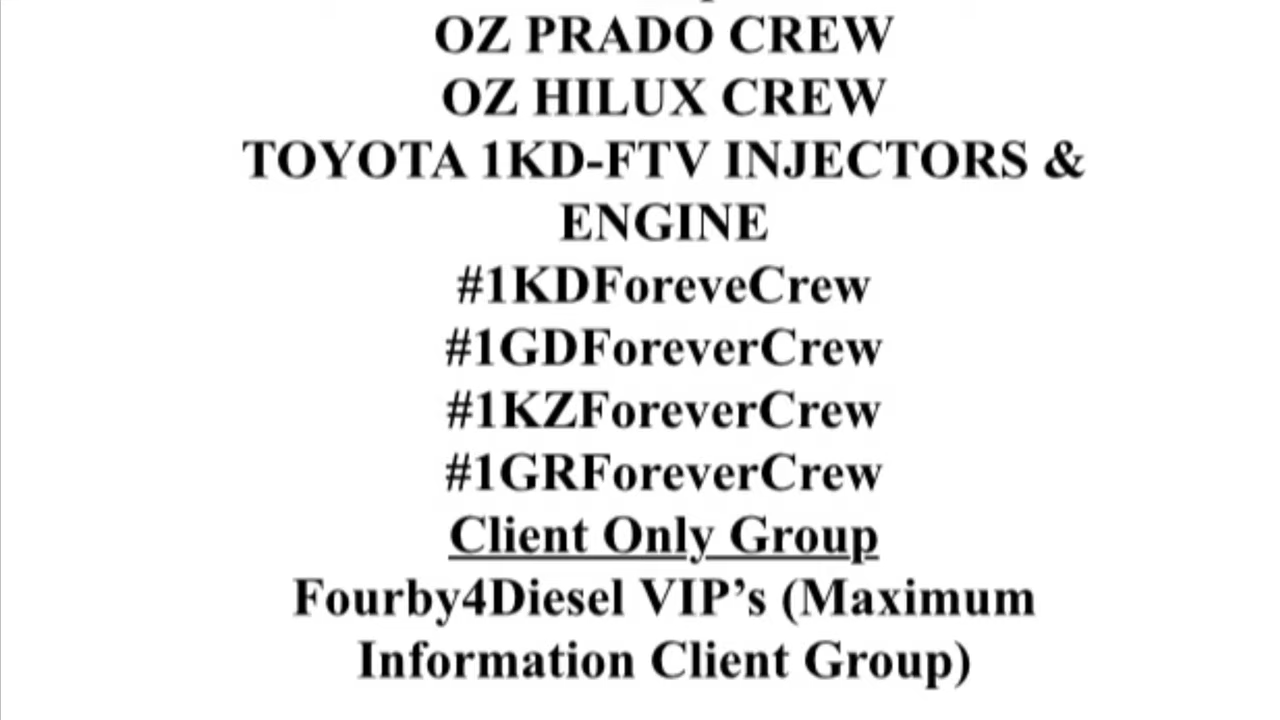 OZ PRADO CREW
OZ HILUX CREW
TOYOTA 1KD-FTV INJECTORS &
ENGINE
#1KDForeveCrew
#1GDForeverCrew
#1KZForeverCrew
#1GRForeverCrew
Client Only Group
Fourby4Diesel VIP’s (Maximum
Information Client Group)